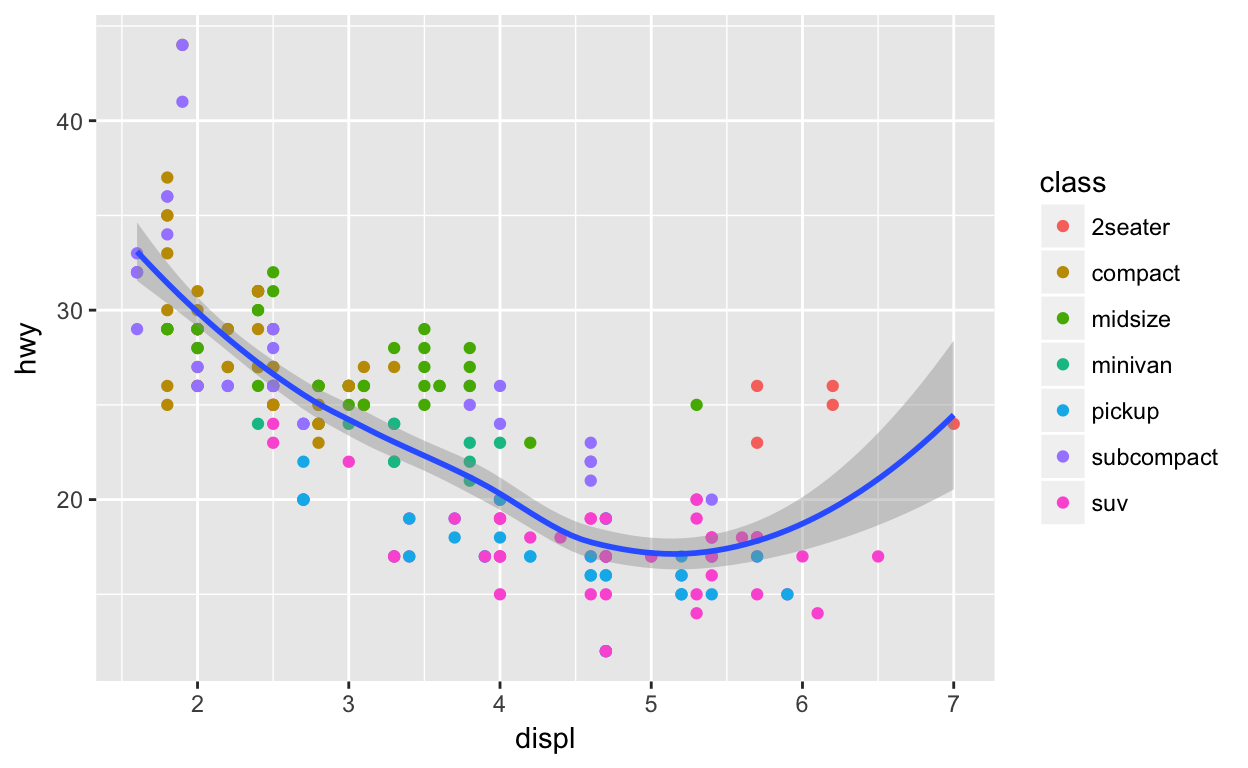 40
30
20
hwy
2 3 4 5 6 7
displ
class
2seater
compact
midsize
minivan
pickup
subcompact
suv